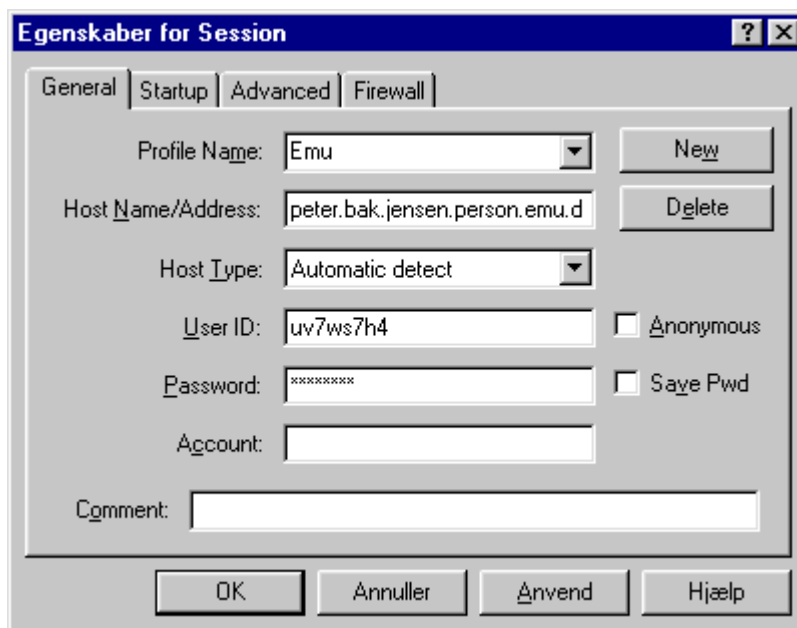 Egenskaber for Session
General Startup Advanced Firewall
Profile Name: Emu New
Host Name/Address: peter.bak.jensen.person.emu.d Delete
Host Type: Automatic detect
User ID: uv7ws7h4 Anonymous
Password: ******** Save Pwd
Account:
Comment:
OK Annuller Anvend Hjælp